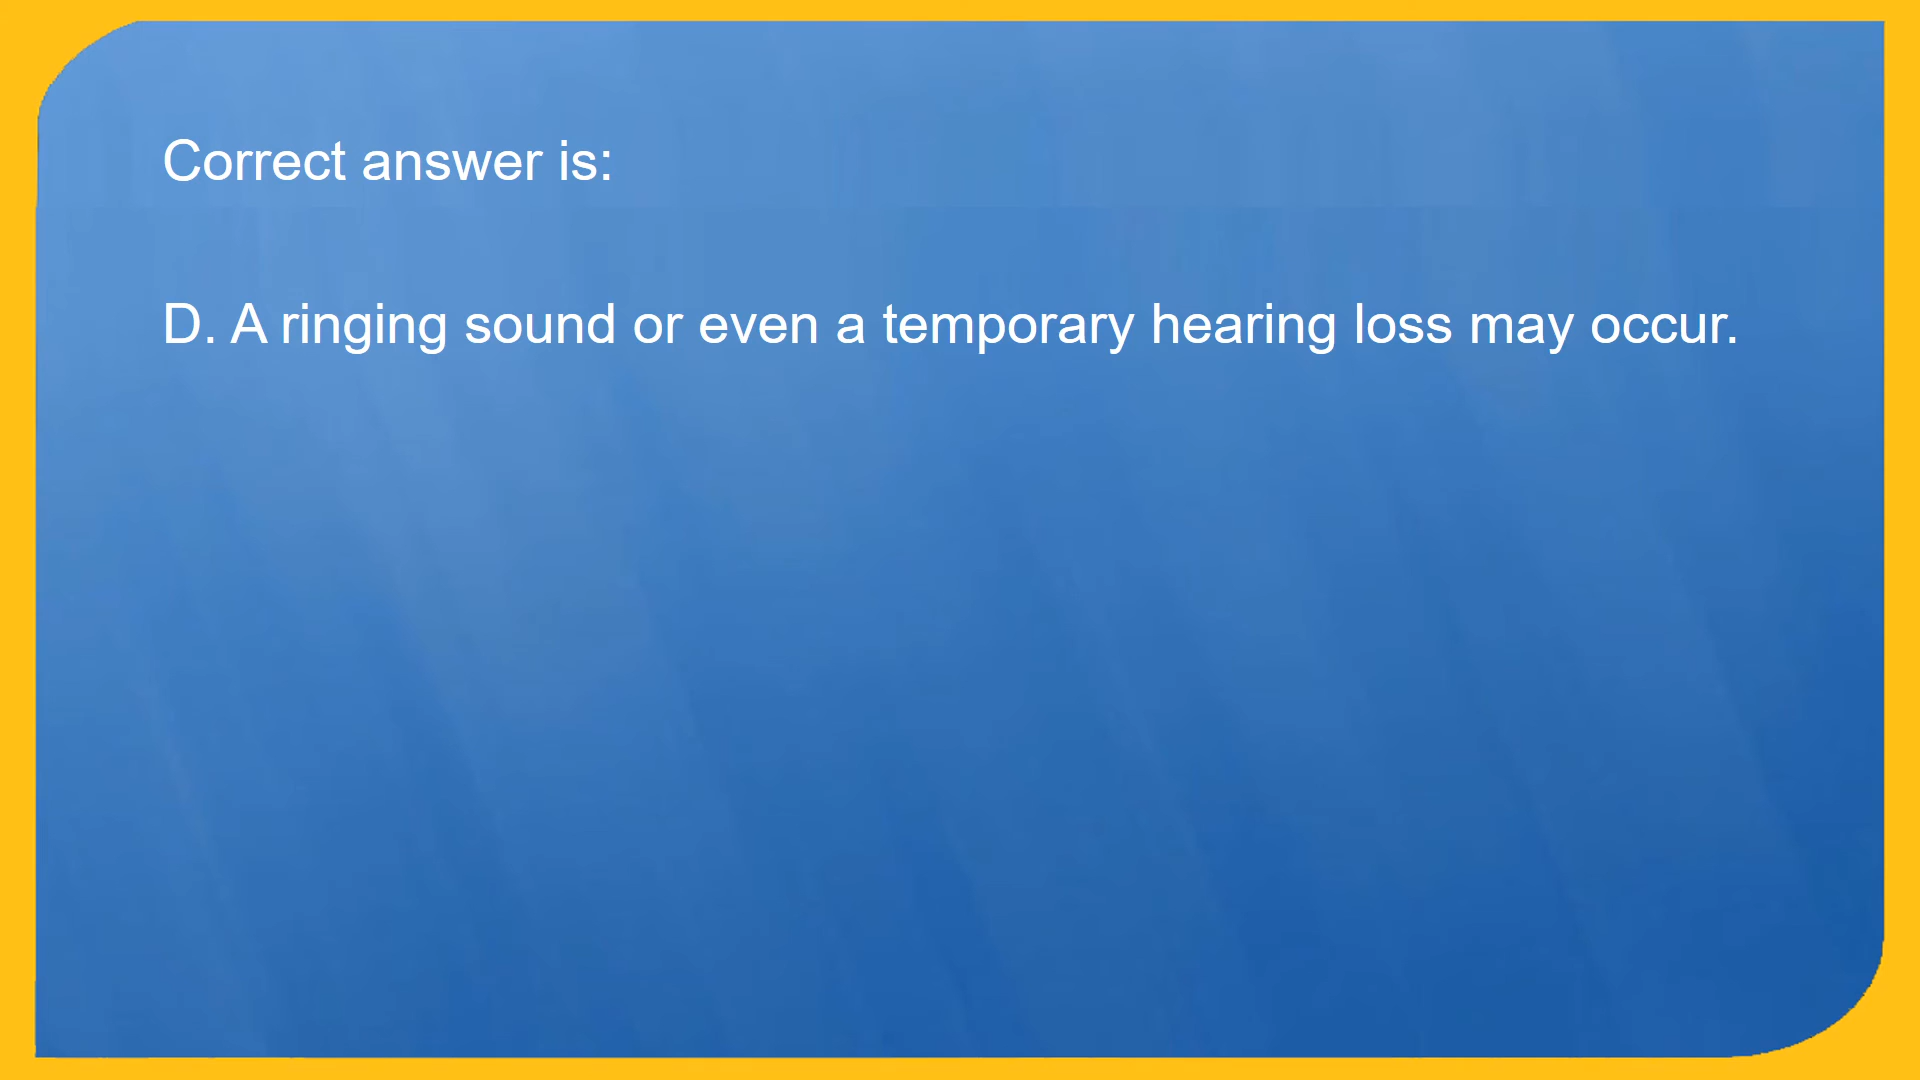 Correct answer is:
D. A ringing sound or even a temporary hearing loss may occur.